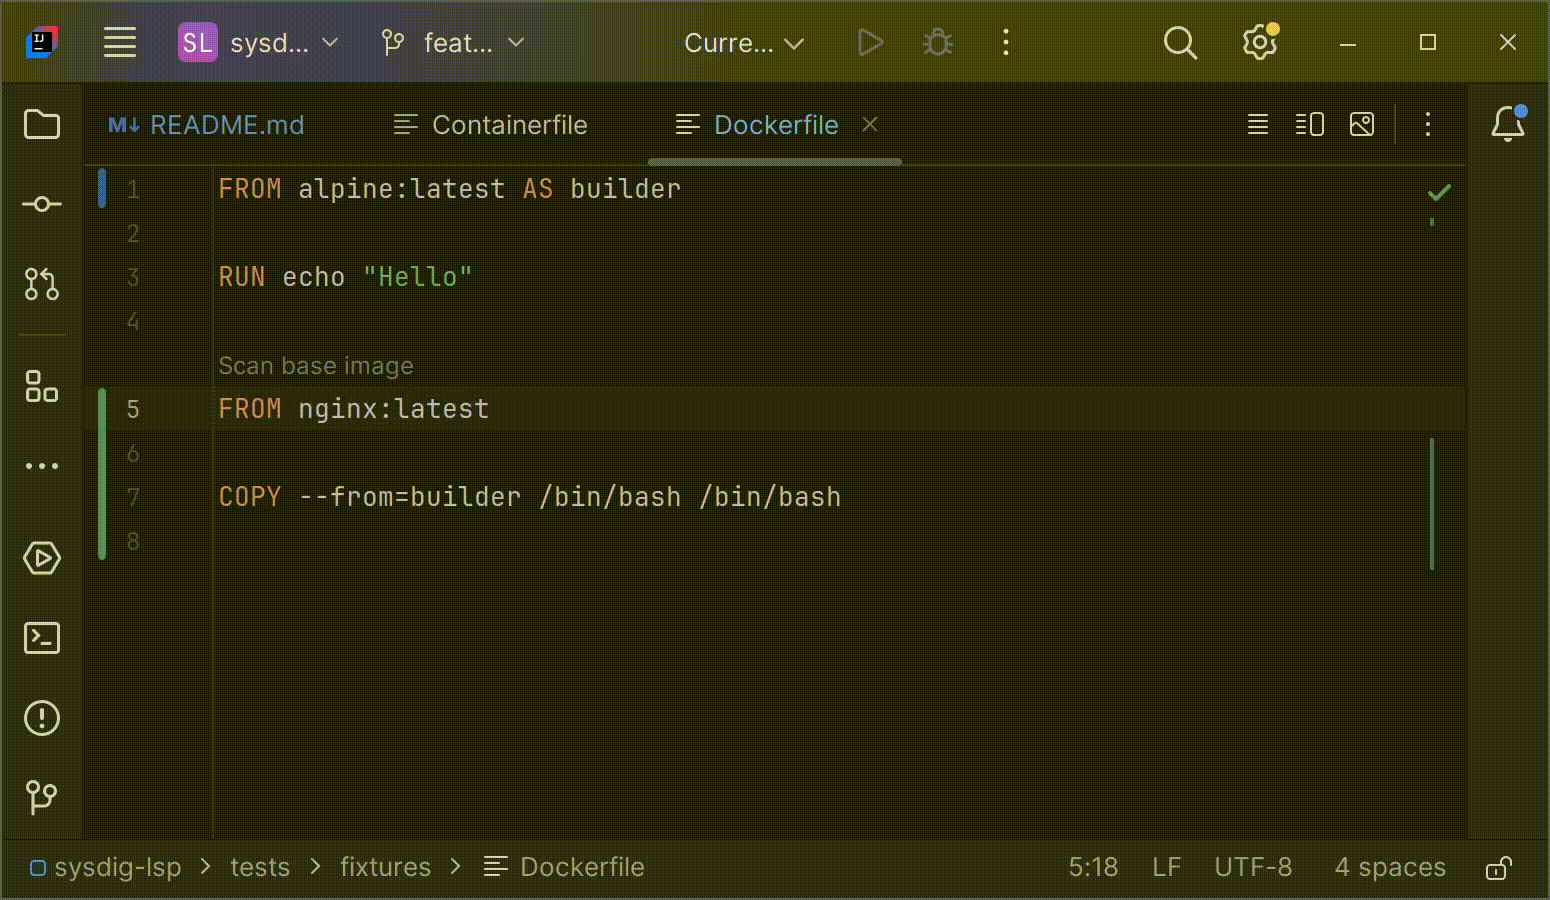 IJ
SL sysd... feat... Curre...
M↓ README.md Containerfile Dockerfile
1 FROM alpine:latest AS builder
2
3 RUN echo "Hello"
4
Scan base image
5 FROM nginx:latest
6
7 COPY --from=builder /bin/bash /bin/bash
8
sysdig-lsp > tests > fixtures > Dockerfile 5:18 LF UTF-8 4 spaces